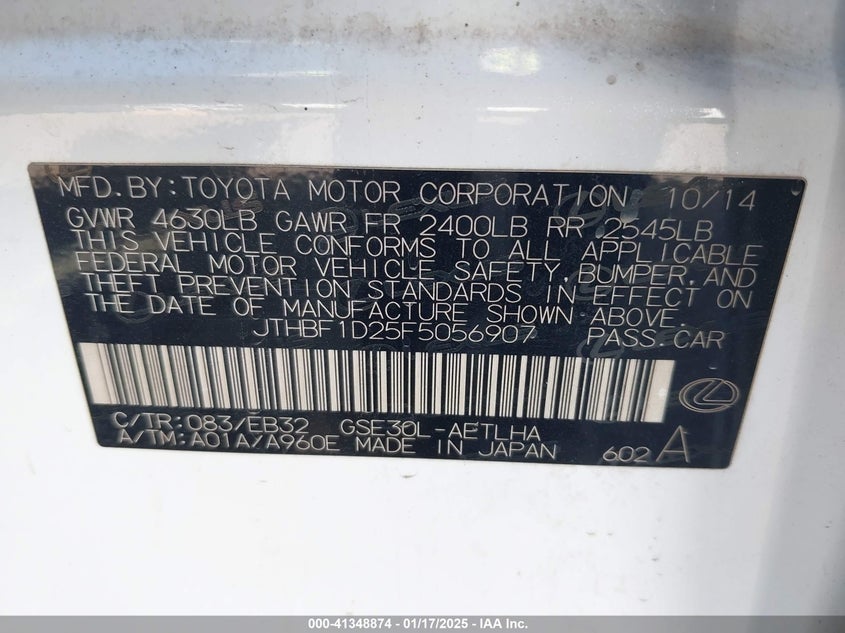 MFD.BY:TOYOTA MOTOR CORPORATION 10/14
GVWR 4630LB GAWR FR 2400LB RR 2545LB
THIS VEHICLE CONFORMS TO ALL APPLICABLE
FEDERAL MOTOR VEHICLE SAFETY,BUMPER,AND
THEFT PREVENTION STANDARDS IN EFFECT ON
THE DATE OF MANUFACTURE SHOWN ABOVE.
JTHBF1D25F5056907 PASS.CAR
C/TR:083/EB32 GSE30L-AETLHA
A/TM:A01A/A960E MADE IN JAPAN 602 A
000-41348874 - 01/17/2025 - IAA Inc.